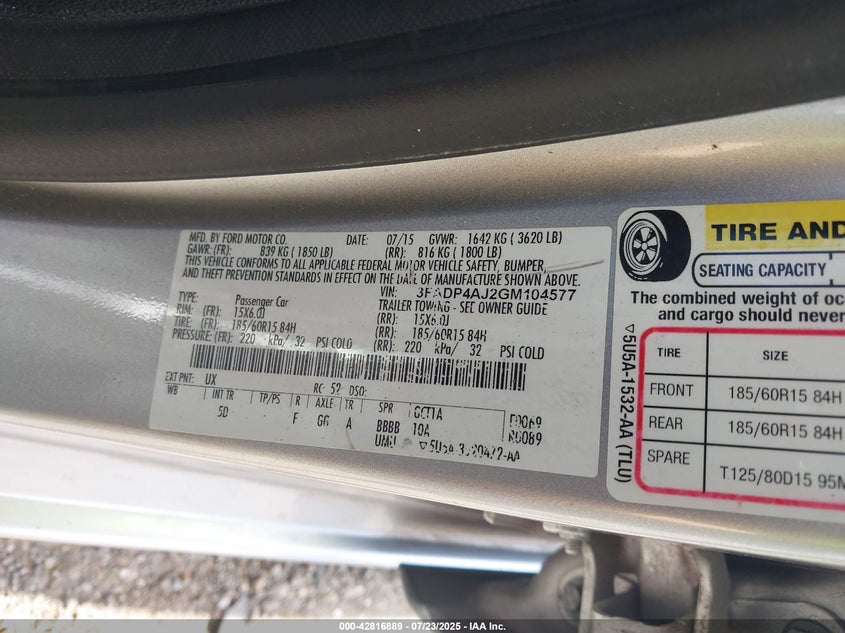 MFD. BY FORD MOTOR CO. DATE: 07/15 GVWR: 1642 KG ( 3620 LB)
GAWR:(FR): 839 KG ( 1850 LB) (RR): 816 KG ( 1800 LB)
THIS VEHICLE CONFORMS TO ALL APPLICABLE FEDERAL MOTOR VEHICLE SAFETY, BUMPER,
AND THEFT PREVENTION STANDARDS IN EFFECT ON THE DATE OF MANUFACTURE SHOWN ABOVE.
VIN: 3FADP4AJ2GM104577
TYPE: Passenger Car TRAILER TOWING - SEE OWNER GUIDE
RIM: (FR): 15X6.0J (RR): 15X6.0J
TIRE: (FR): 185/60R15 84H (RR): 185/60R15 84H
PRESSURE: (FR): 220 kPa/ 32 PSI COLD (RR): 220 kPa/ 32 PSI COLD
EXT PNT: UX RC: 52 DSO:
WB INT TR TP/PS R AXLE TR SPR
5D F GG A BBBB
GCT1A
10A
▽5U5A-
TIRE AND
SEATING CAPACITY
The combined weight of occ
and cargo should never
TIRE SIZE
FRONT 185/60R15 84H
REAR 185/60R15 84H
SPARE T125/80D15 95M
▽5U5A-1532-AA (TLU)
000-42816889 - 07/23/2025 - IAA Inc.